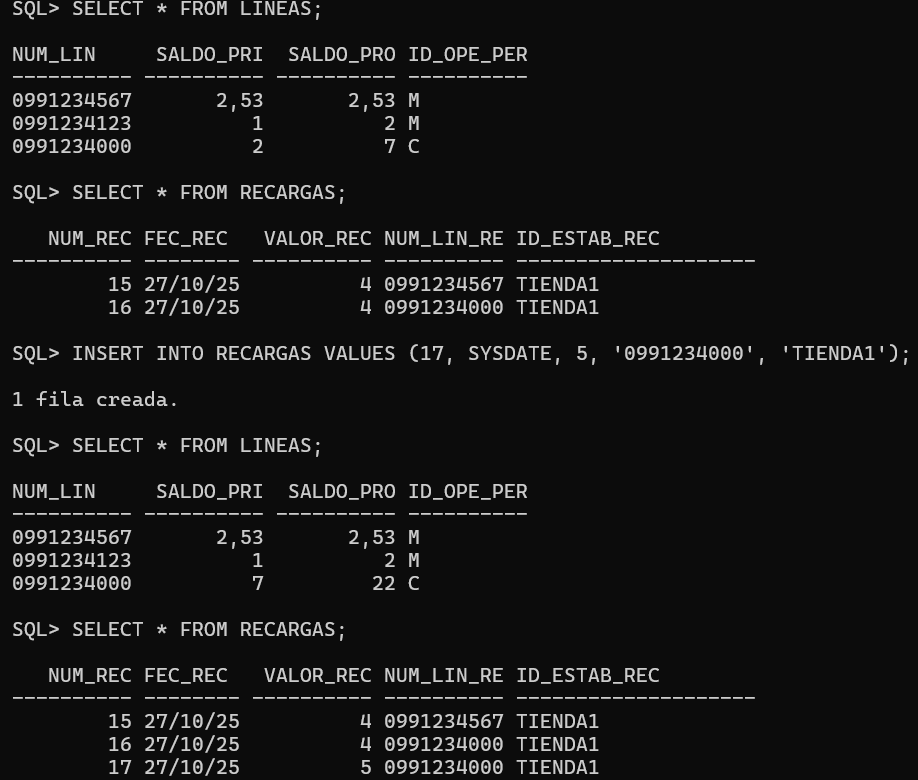 SQL> SELECT * FROM LINEAS;
NUM_LIN     SALDO_PRI  SALDO_PRO ID_OPE_PER
---------- ---------- ---------- ----------
0991234567       2,53       2,53 M
0991234123          1          2 M
0991234000          2          7 C
SQL> SELECT * FROM RECARGAS;
   NUM_REC FEC_REC   VALOR_REC NUM_LIN_RE ID_ESTAB_REC
---------- -------- ---------- ---------- --------------------
        15 27/10/25          4 0991234567 TIENDA1
        16 27/10/25          4 0991234000 TIENDA1
SQL> INSERT INTO RECARGAS VALUES (17, SYSDATE, 5, '0991234000', 'TIENDA1');
1 fila creada.
SQL> SELECT * FROM LINEAS;
NUM_LIN     SALDO_PRI  SALDO_PRO ID_OPE_PER
---------- ---------- ---------- ----------
0991234567       2,53       2,53 M
0991234123          1          2 M
0991234000          7         22 C
SQL> SELECT * FROM RECARGAS;
   NUM_REC FEC_REC   VALOR_REC NUM_LIN_RE ID_ESTAB_REC
---------- -------- ---------- ---------- --------------------
        15 27/10/25          4 0991234567 TIENDA1
        16 27/10/25          4 0991234000 TIENDA1
        17 27/10/25          5 0991234000 TIENDA1